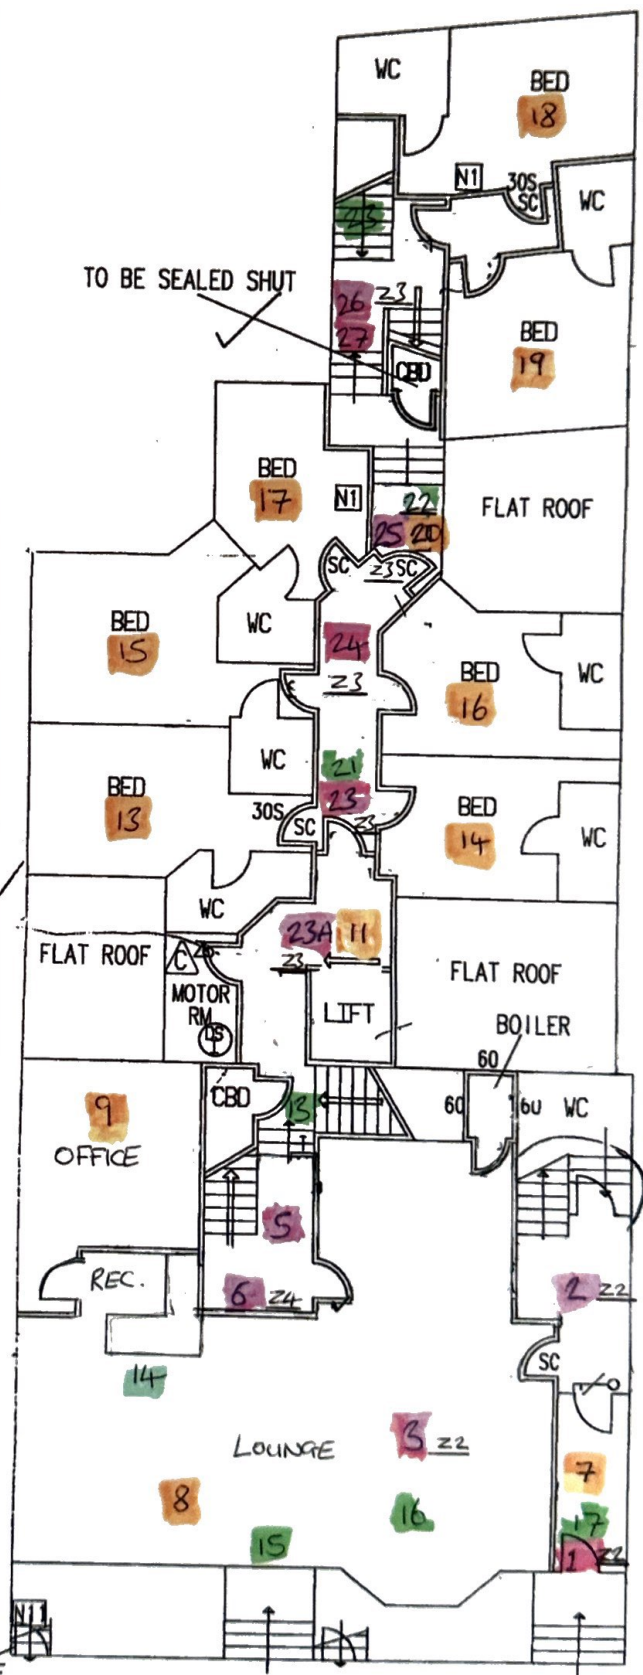 WC
BED
18
N1
30S
SC
WC
23
TO BE SEALED SHUT
26
Z3
27
CBD
BED
19
BED
17
N1
22
FLAT ROOF
25
20
SC
Z3
SC
BED
15
WC
24
BED
16
WC
Z3
WC
21
BED
13
23
30S
SC
Z3
BED
14
WC
WC
23A
11
FLAT ROOF
C
Z3
FLAT ROOF
MOTOR
RM
DS
LIFT
BOILER
60
9
CBD
13
60
60
WC
OFFICE
5
REC.
6
Z4
2
Z2
SC
14
LOUNGE
3
Z2
7
8
16
17
15
1
Z2
N11